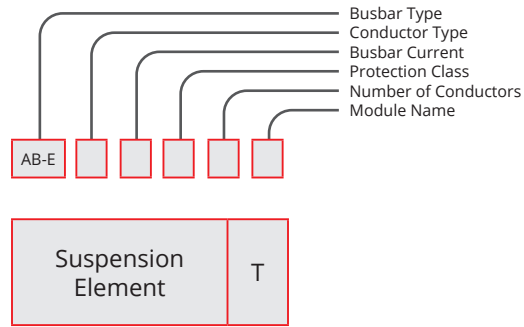 Busbar Type
Conductor Type
Busbar Current
Protection Class
Number of Conductors
Module Name
AB-E
Suspension
Element
T